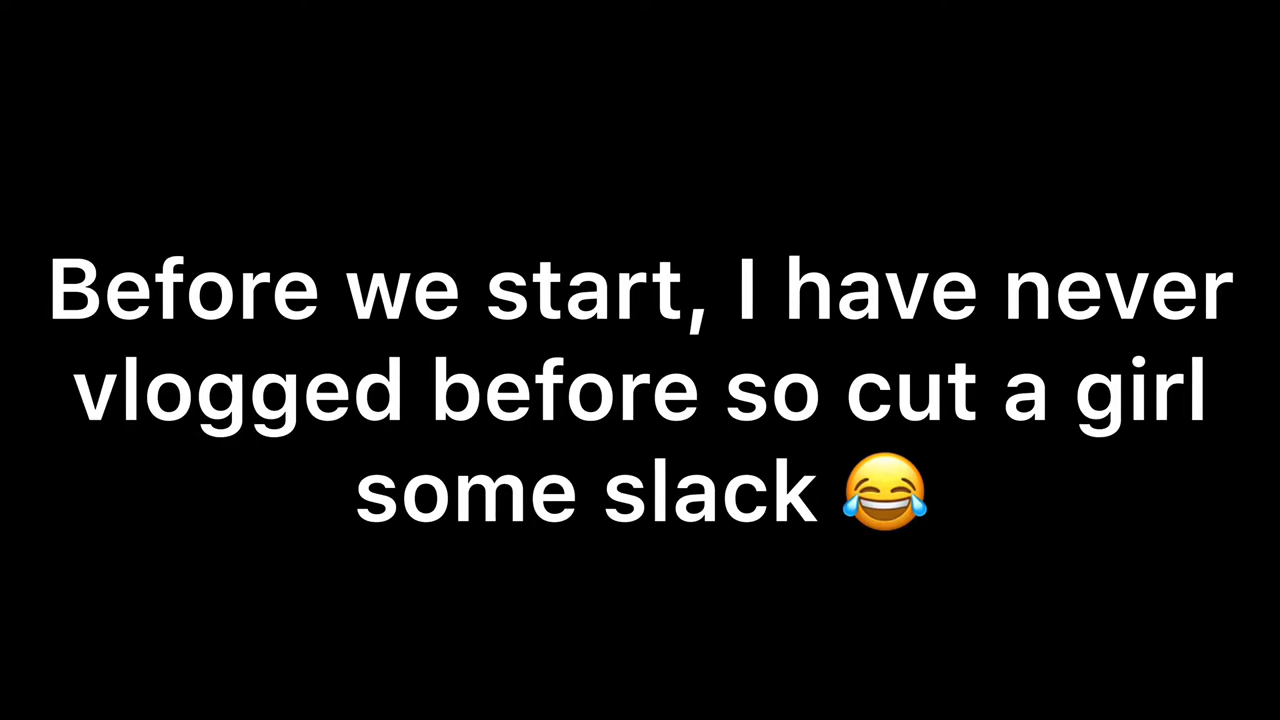 Before we start, I have never
vlogged before so cut a girl
some slack 😂